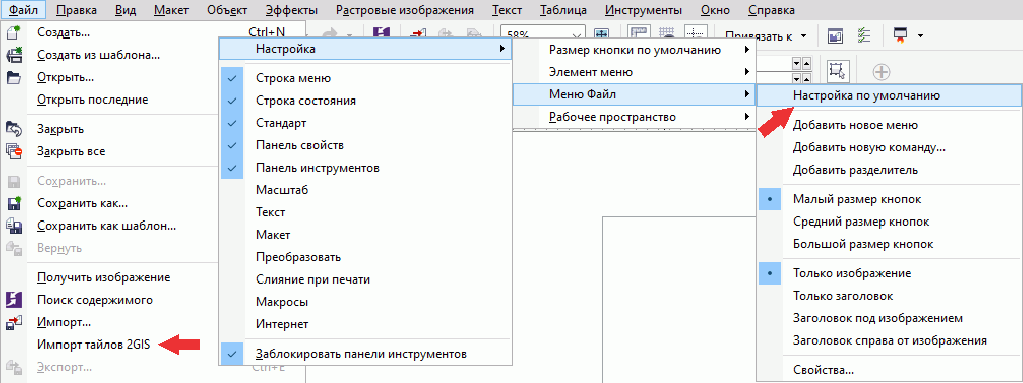 Файл Правка Вид Макет Объект Эффекты Растровые изображения Текст Таблица Инструменты Окно Справка
Создать... Ctrl+N
Создать из шаблона...
Открыть...
Открыть последние
Закрыть
Закрыть все
Сохранить...
Сохранить как...
Сохранить как шаблон...
Вернуть
Получить изображение
Поиск содержимого
Импорт...
Импорт тайлов 2GIS
Экспорт... Ctrl+E
Настройка
Строка меню
Строка состояния
Стандарт
Панель свойств
Панель инструментов
Масштаб
Текст
Макет
Преобразовать
Слияние при печати
Макросы
Интернет
Заблокировать панели инструментов
58%
Привязать к
Размер кнопки по умолчанию
Элемент меню
Меню Файл
Рабочее пространство
Настройка по умолчанию
Добавить новое меню
Добавить новую команду...
Добавить разделитель
Малый размер кнопок
Средний размер кнопок
Большой размер кнопок
Только изображение
Только заголовок
Заголовок под изображением
Заголовок справа от изображения
Свойства...